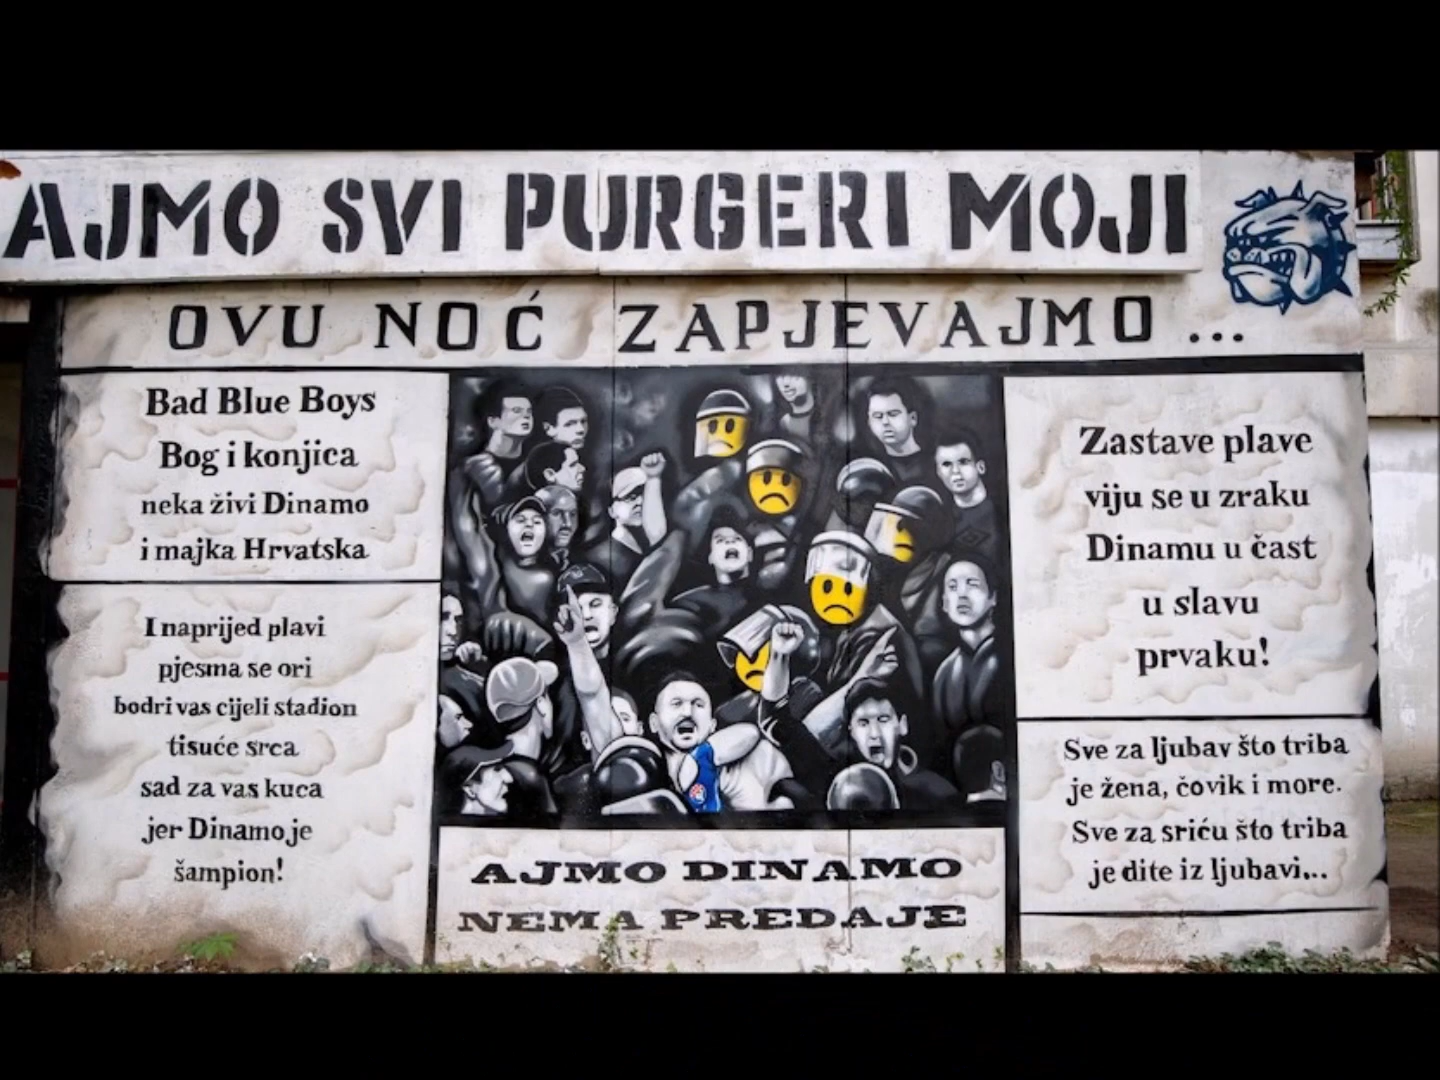 AJMO SVI PURGERI MOJI
OVU NOĆ ZAPJEVAJMO ...
Bad Blue Boys
Bog i konjica
neka živi Dinamo
i majka Hrvatska
I naprijed plavi
pjesma se ori
bodri vas cijeli stadion
tisuće srca
sad za vas kuca
jer Dinamo je
šampion!
AJMO DINAMO
NEMA PREDAJE
Zastave plave
viju se u zraku
Dinamu u čast
u slavu
prvaku!
Sve za ljubav što triba
je žena, čovik i more.
Sve za sriću što triba
je dite iz ljubavi...